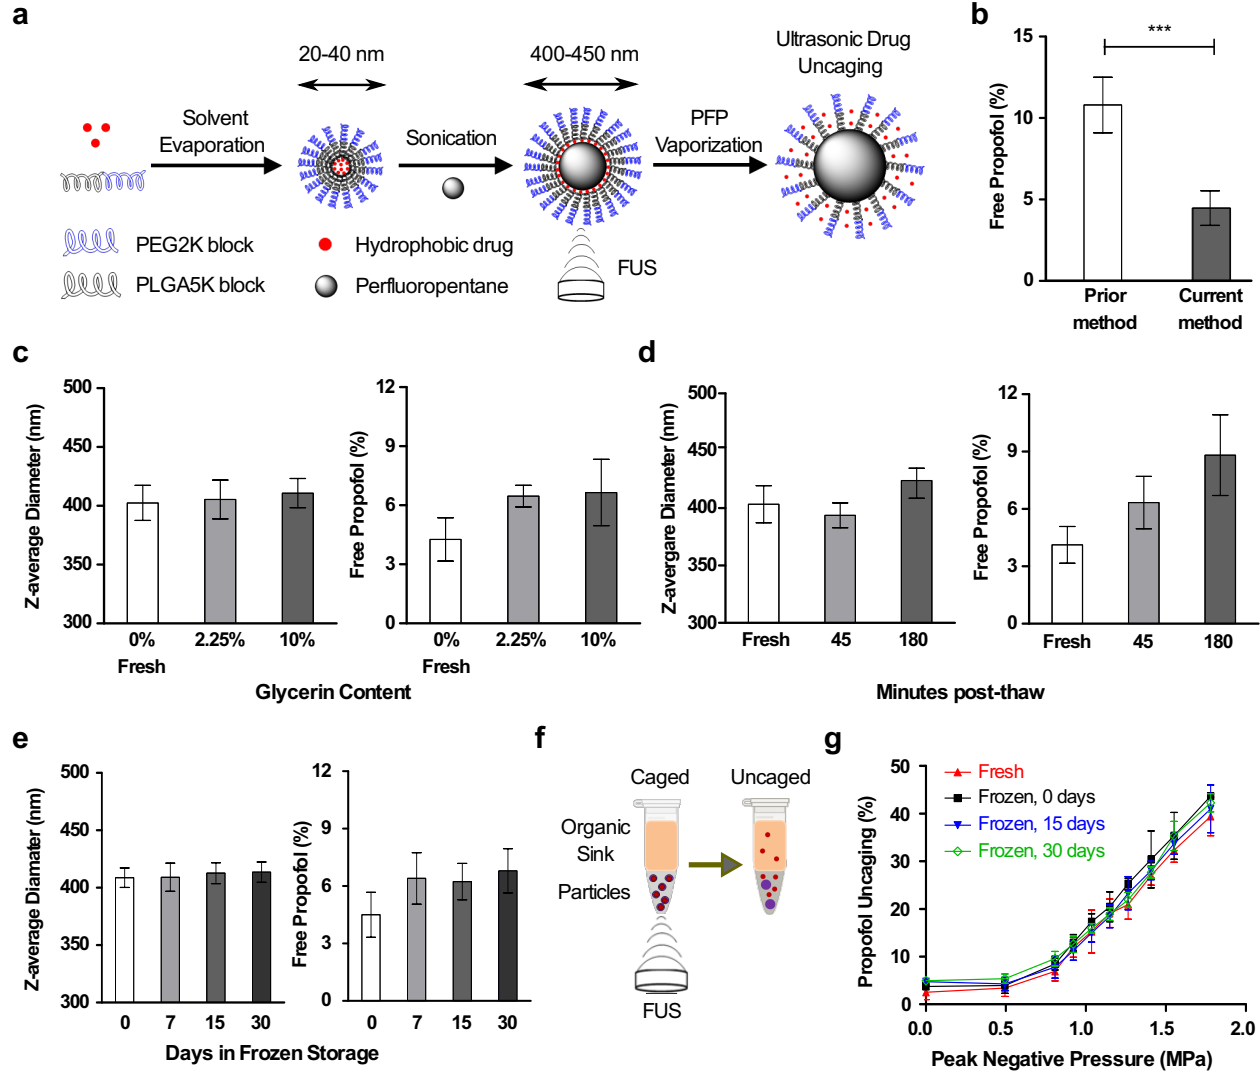 a
20-40 nm
400-450 nm
Ultrasonic Drug
Uncaging
Solvent
Evaporation
Sonication
PFP
Vaporization
PEG2K block
Hydrophobic drug
PLGA5K block
Perfluoropentane
FUS
b
***
Free Propofol (%)
15
10
5
0
Prior
method
Current
method
c
Z-average Diameter (nm)
500
450
400
350
300
0%
Fresh
2.25%
10%
Free Propofol (%)
12
9
6
3
0
0%
Fresh
2.25%
10%
Glycerin Content
d
Z-avergare Diameter (nm)
500
450
400
350
300
Fresh
45
180
Free Propofol (%)
12
9
6
3
0
Fresh
45
180
Minutes post-thaw
e
Z-average Diamater (nm)
500
450
400
350
300
0
7
15
30
Free Propofol (%)
12
9
6
3
0
0
7
15
30
Days in Frozen Storage
f
Caged
Uncaged
Organic
Sink
Particles
FUS
g
Propofol Uncaging (%)
50
40
30
20
10
0
Fresh
Frozen, 0 days
Frozen, 15 days
Frozen, 30 days
0.0
0.5
1.0
1.5
2.0
Peak Negative Pressure (MPa)